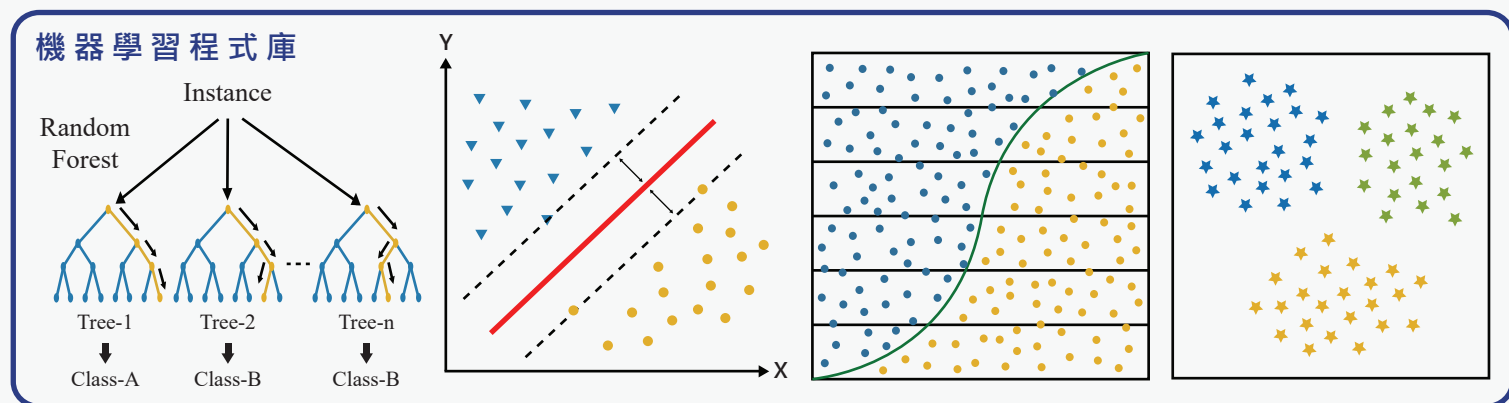 機器學習程式庫
Instance
Random
Forest
Tree-1
Tree-2
Tree-n
Class-A
Class-B
Class-B
Y
X